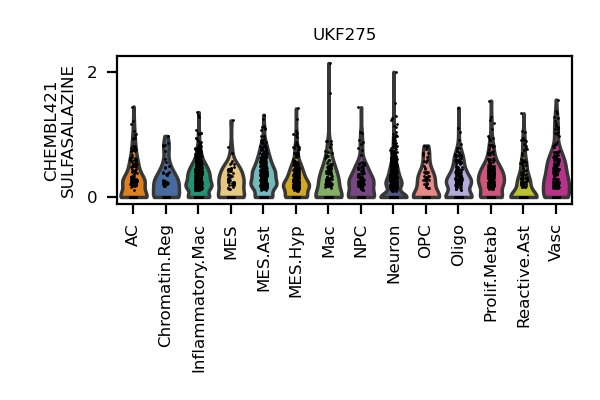 UKF275
CHEMBL421
SULFASALAZINE
2
0
AC
Chromatin.Reg
Inflammatory.Mac
MES
MES.Ast
MES.Hyp
Mac
NPC
Neuron
OPC
Oligo
Prolif.Metab
Reactive.Ast
Vasc